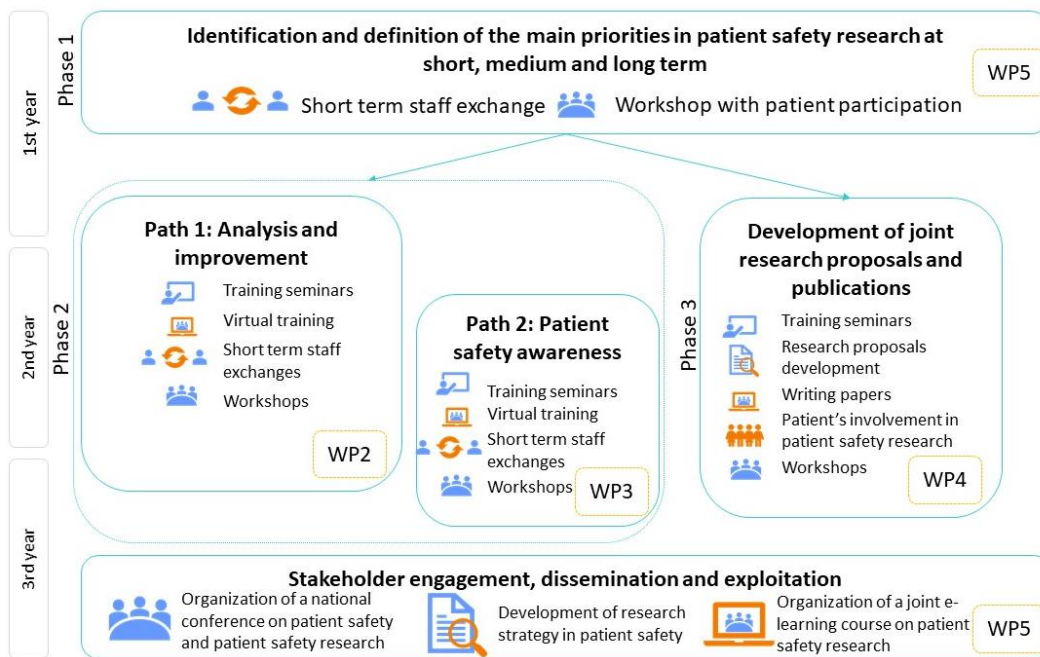 1st year
2nd year
3rd year
Phase 1
Identification and definition of the main priorities in patient safety research at
short, medium and long term
WP5
Short term staff exchange
Workshop with patient participation
Phase 2
Path 1: Analysis and
improvement
Training seminars
Virtual training
Short term staff
exchanges
Workshops
WP2
Path 2: Patient
safety awareness
Training seminars
Virtual training
Short term staff
exchanges
Workshops
WP3
Phase 3
Development of joint
research proposals and
publications
Training seminars
Research proposals
development
Writing papers
Patient's involvement in
patient safety research
Workshops
WP4
Stakeholder engagement, dissemination and exploitation
Organization of a national
conference on patient safety
and patient safety research
Development of research
strategy in patient safety
Organization of a joint e-
learning course on patient
safety research
WP5